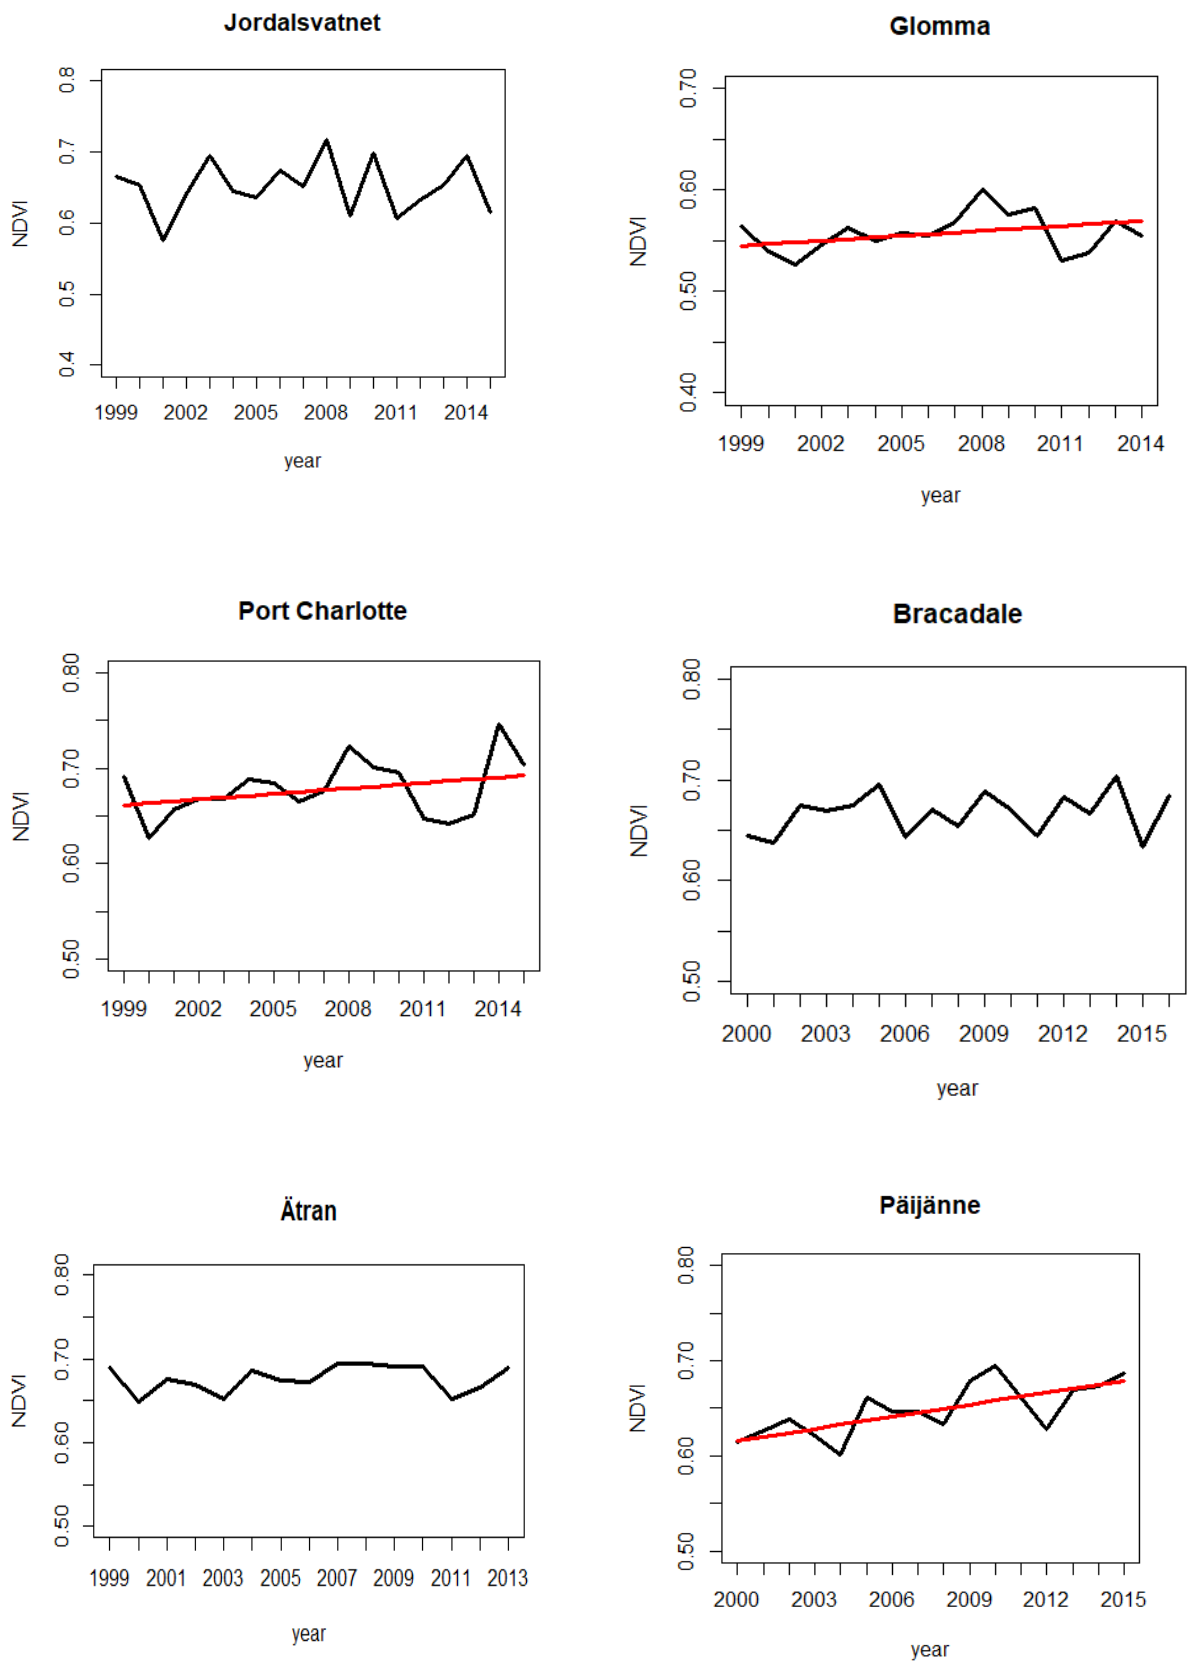 Jordalsvatnet
NDVI
0.8
0.7
0.6
0.5
0.4
1999 2002 2005 2008 2011 2014
year
Glomma
NDVI
0.70
0.60
0.50
0.40
1999 2002 2005 2008 2011 2014
year
Port Charlotte
NDVI
0.80
0.70
0.60
0.50
1999 2002 2005 2008 2011 2014
year
Bracadale
NDVI
0.80
0.70
0.60
0.50
2000 2003 2006 2009 2012 2015
year
Ätran
NDVI
0.80
0.70
0.60
0.50
1999 2001 2003 2005 2007 2009 2011 2013
year
Päijänne
NDVI
0.80
0.70
0.60
0.50
2000 2003 2006 2009 2012 2015
year